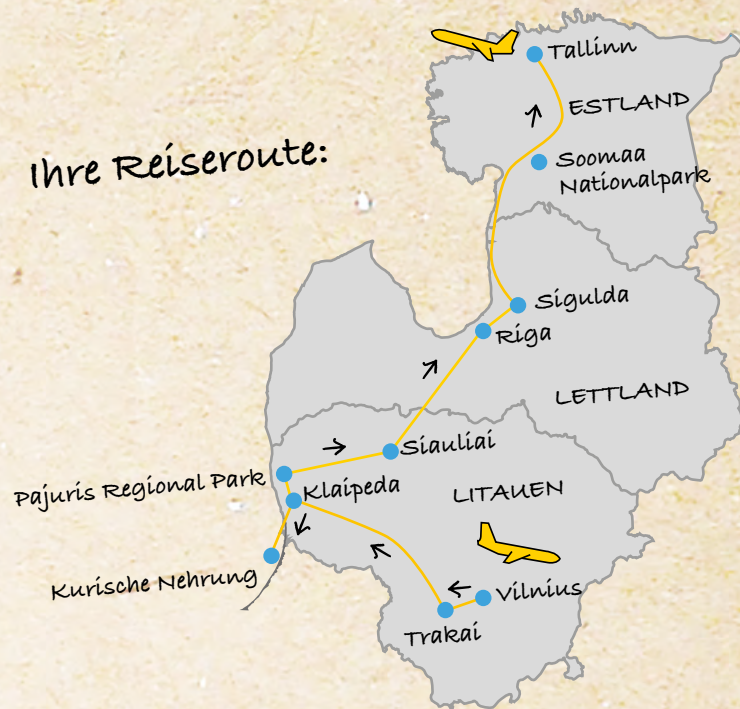 Ihre Reiseroute:
Tallinn
ESTLAND
Soomaa
Nationalpark
Sigulda
Riga
LETTLAND
Siauliai
Pajuris Regional Park
Klaipeda
LITAUEN
Kurische Nehrung
Vilnius
Trakai